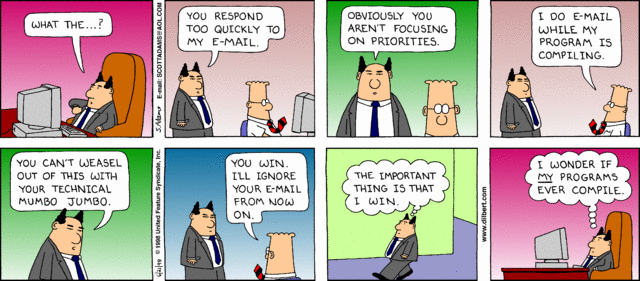 WHAT THE...?
E-mail: SCOTTADAMS@AOL.COM
YOU RESPOND
TOO QUICKLY TO
MY E-MAIL.
S.Adams
OBVIOUSLY YOU
AREN'T FOCUSING
ON PRIORITIES.
I DO E-MAIL
WHILE MY
PROGRAM IS
COMPILING.
YOU CAN'T WEASEL
OUT OF THIS WITH
YOUR TECHNICAL
MUMBO JUMBO.
© 1998 United Feature Syndicate, Inc.
YOU WIN.
I'LL IGNORE
YOUR E-MAIL
FROM NOW
ON.
THE IMPORTANT
THING IS THAT
I WIN.
www.dilbert.com
I WONDER IF
MY PROGRAMS
EVER COMPILE.